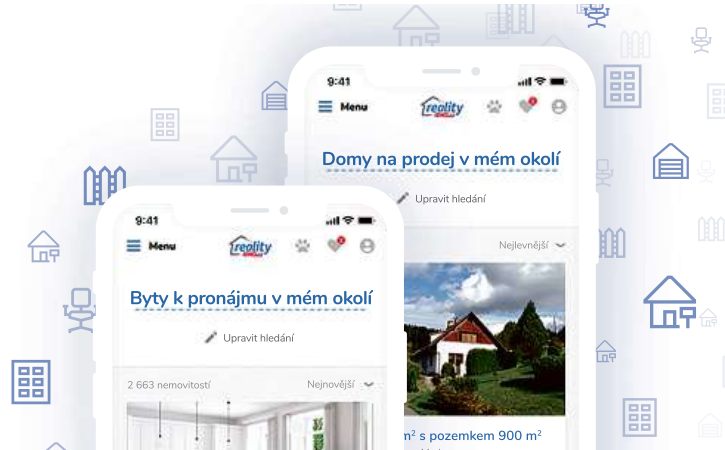 9:41
Menu
reality
Domy na prodej v mém okolí
Upravit hledání
Nejlevnější
m² s pozemkem 900 m²
9:41
Menu
reality
Byty k pronájmu v mém okolí
Upravit hledání
2 663 nemovitostí
Nejnovější